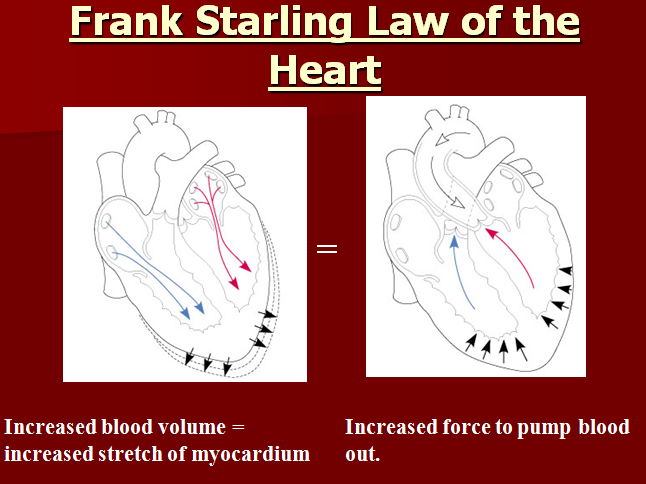 Frank Starling Law of the
Heart
=
Increased blood volume =
increased stretch of myocardium
Increased force to pump blood
out.